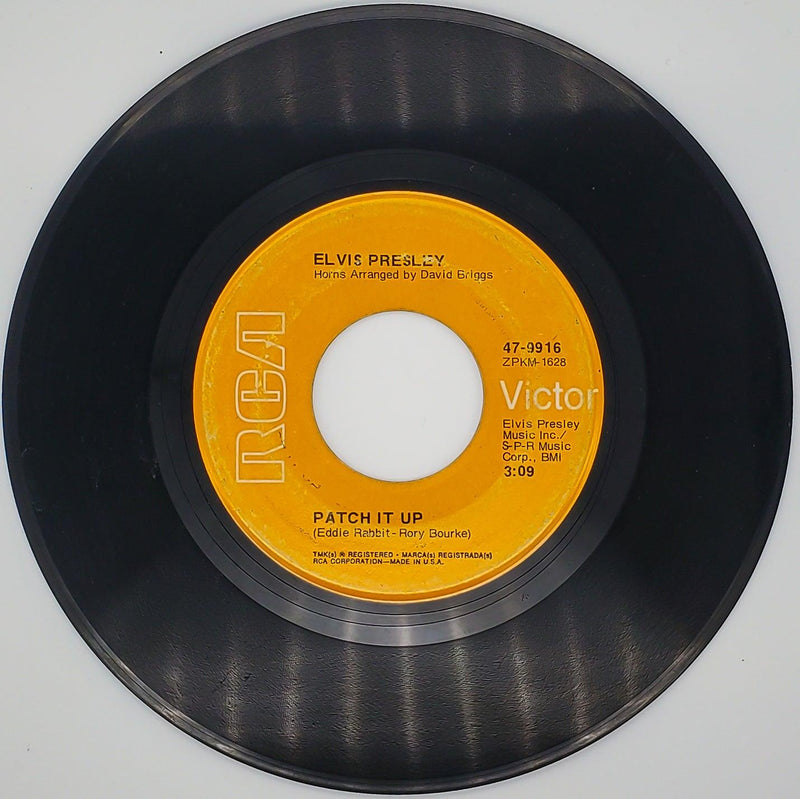 ELVIS PRESLEY
Horns Arranged by David Briggs
RCA
47-9916
ZPKM-1628
Victor
Elvis Presley
Music Inc./
S-P-R Music
Corp., BMI
3:09
PATCH IT UP
(Eddie Rabbit-Rory Bourke)
TMK(s) ® REGISTERED - MARCA(s) REGISTRADA(s)
RCA CORPORATION—MADE IN U.S.A.